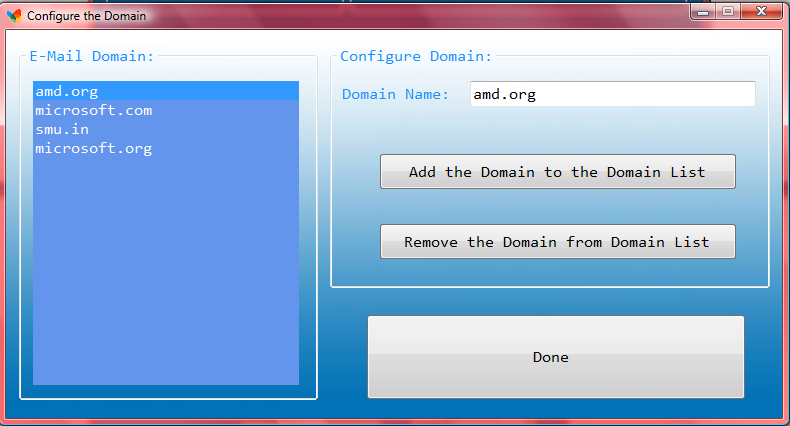 Configure the Domain
E-Mail Domain:
amd.org
microsoft.com
smu.in
microsoft.org
Configure Domain:
Domain Name: amd.org
Add the Domain to the Domain List
Remove the Domain from Domain List
Done